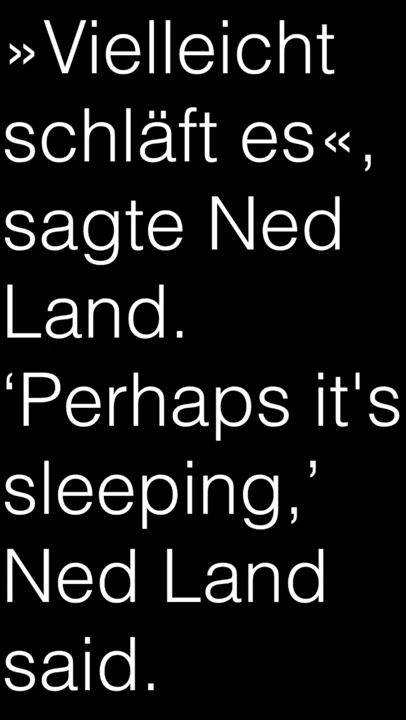 »Vielleicht
schläft es«,
sagte Ned
Land.
‘Perhaps it's
sleeping,’
Ned Land
said.